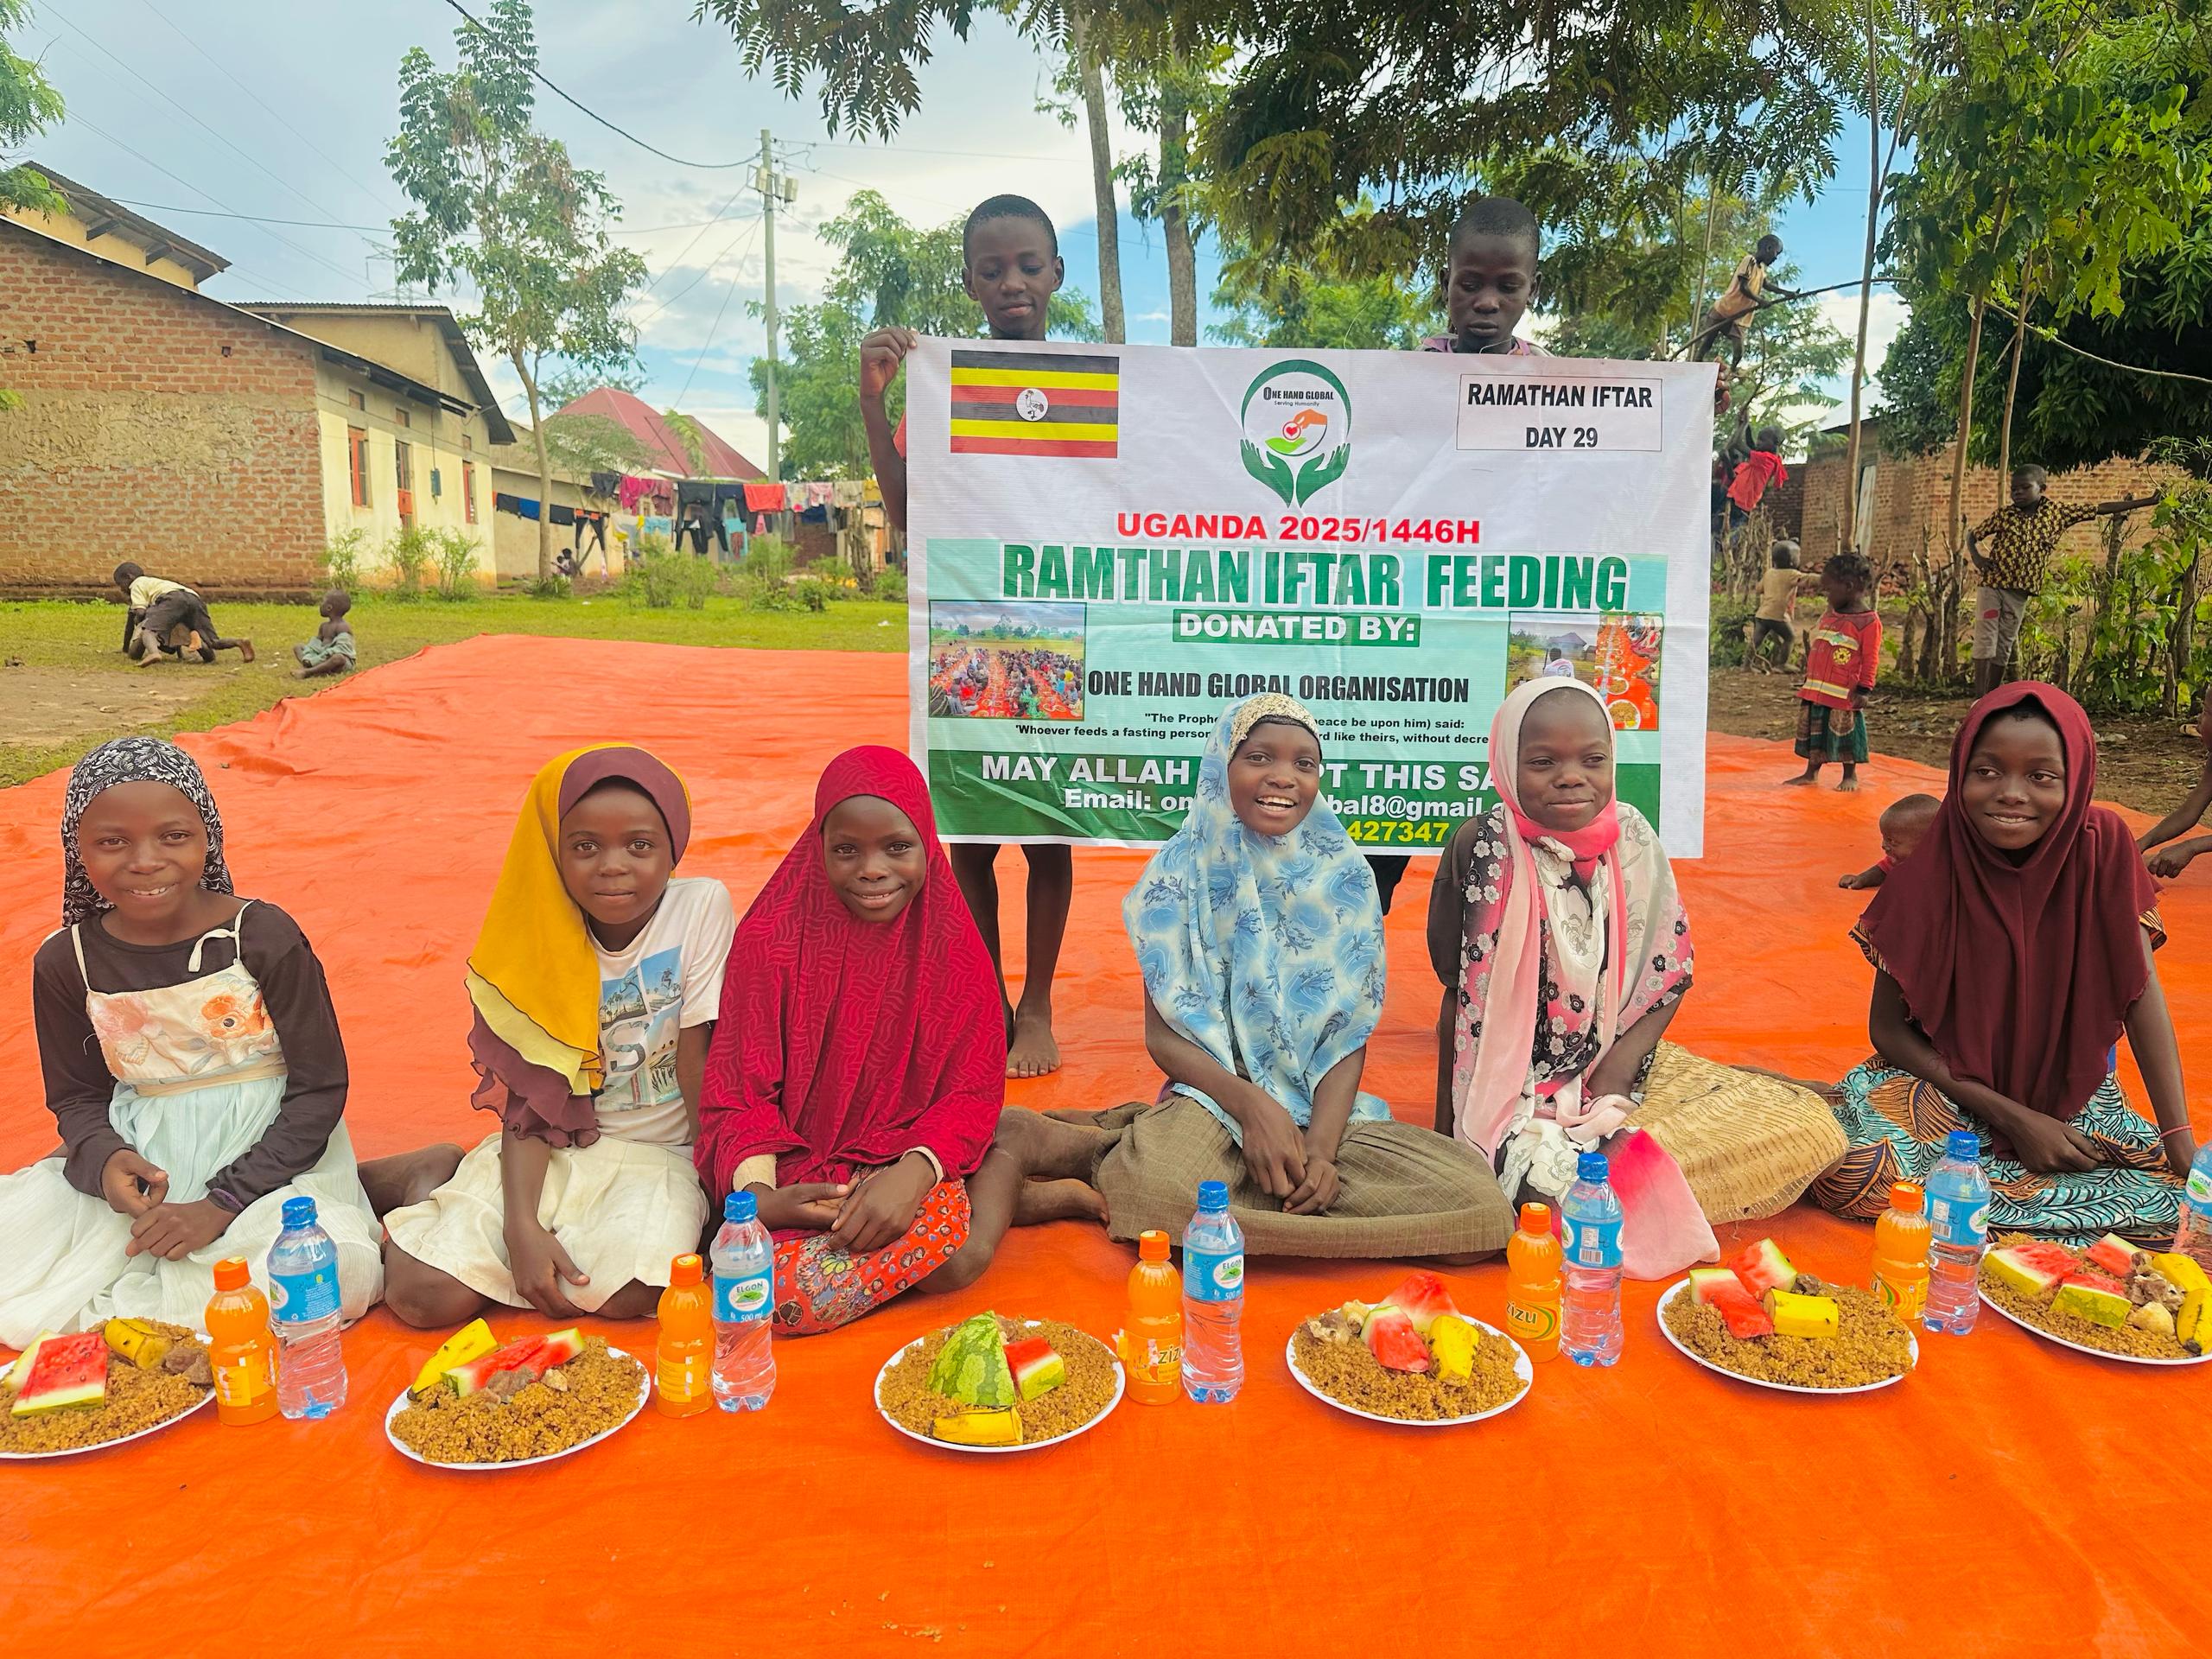 ONE HAND GLOBAL
Serving Humanity
RAMATHAN IFTAR
DAY 29
UGANDA 2025/1446H
RAMTHAN IFTAR FEEDING
DONATED BY:
ONE HAND GLOBAL ORGANISATION
"The Prophe peace be upon him) said:
'Whoever feeds a fasting person rd like theirs, without decre
MAY ALLAH PT THIS SA
Email: on bal8@gmail.
427347
ELGON
500 ml
ELGON
ZIZU